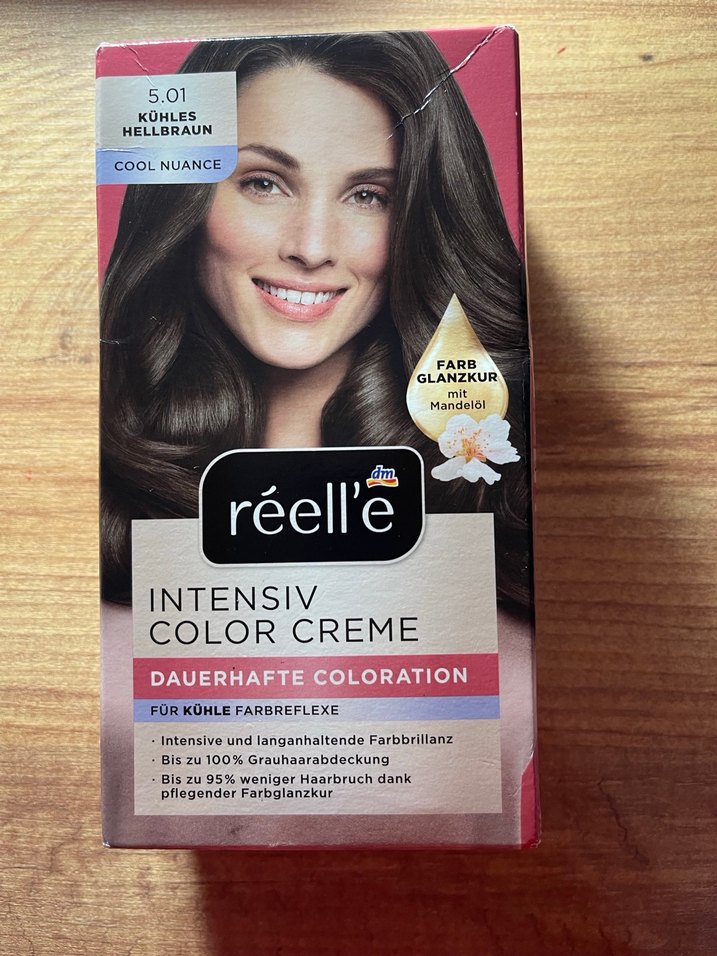 5.01
KÜHLES
HELLBRAUN
COOL NUANCE
FARB
GLANZKUR
mit
Mandelöl
dm
réell'e
INTENSIV
COLOR CREME
DAUERHAFTE COLORATION
FÜR KÜHLE FARBREFLEXE
· Intensive und langanhaltende Farbbrillanz
· Bis zu 100% Grauhaarabdeckung
· Bis zu 95% weniger Haarbruch dank
pflegender Farbglanzkur